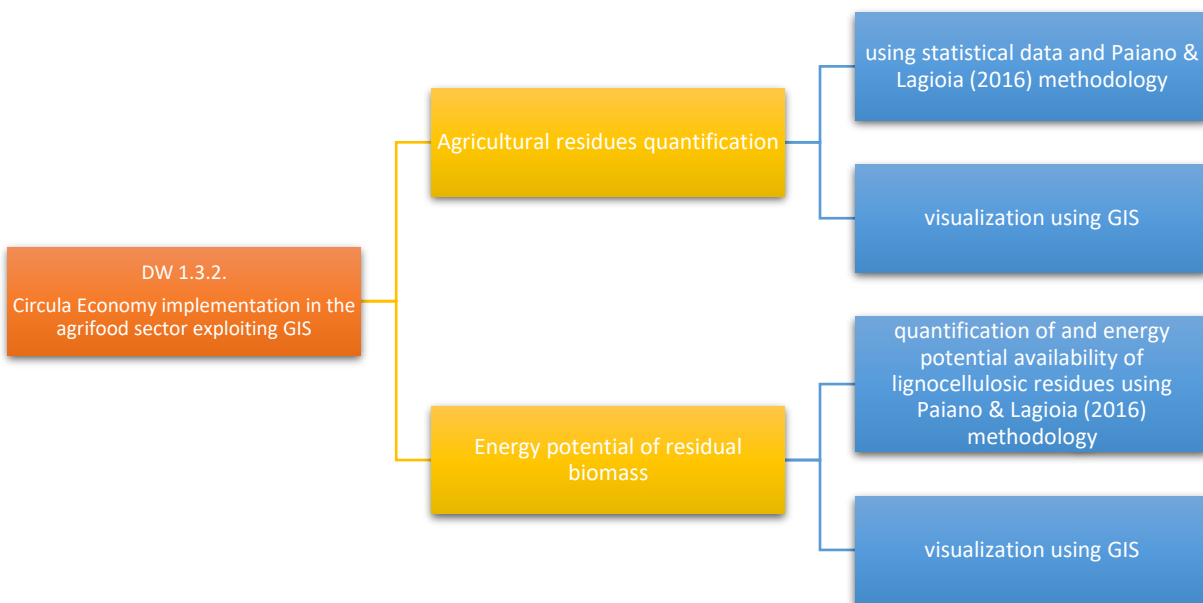 DW 1.3.2.
Circula Economy implementation in the
agrifood sector exploiting GIS
Agricultural residues quantification
using statistical data and Paiano &
Lagioia (2016) methodology
visualization using GIS
Energy potential of residual
biomass
quantification of and energy
potential availability of
lignocellulosic residues using
Paiano & Lagioia (2016)
methodology
visualization using GIS